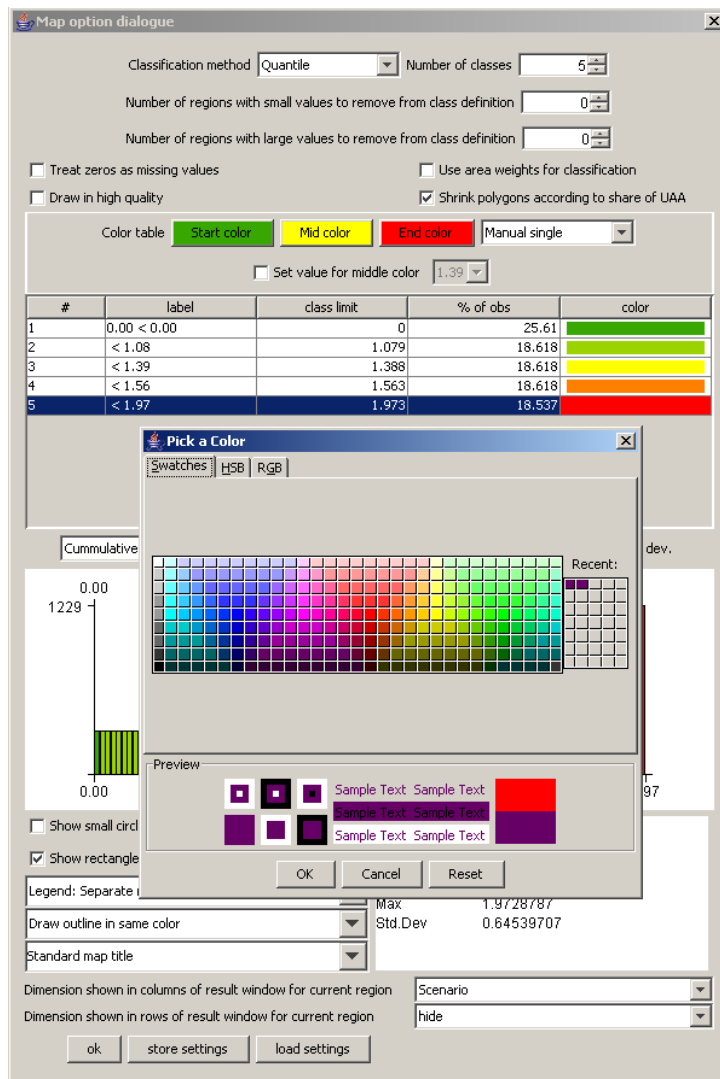 Map option dialogue
Classification method Quantile Number of classes 5
Number of regions with small values to remove from class definition 0
Number of regions with large values to remove from class definition 0
Treat zeros as missing values Use area weights for classification
Draw in high quality Shrink polygons according to share of UAA
Color table Start color Mid color End color Manual single
Set value for middle color 1.39
# label class limit % of obs color
1 0.00 < 0.00 0 25.61
2 < 1.08 1.079 18.618
3 < 1.39 1.388 18.618
4 < 1.56 1.563 18.618
5 < 1.97 1.973 18.537
Pick a Color
Swatches HSB RGB
Cummulative dev.
Recent:
0.00
1229
Preview
0.00 97
Sample Text Sample Text
Sample Text Sample Text
Sample Text Sample Text
Show small circl
Show rectangle
OK Cancel Reset
Legend: Separate
Max 1.9728787
Draw outline in same color Std.Dev 0.64539707
Standard map title
Dimension shown in columns of result window for current region Scenario
Dimension shown in rows of result window for current region hide
ok store settings load settings